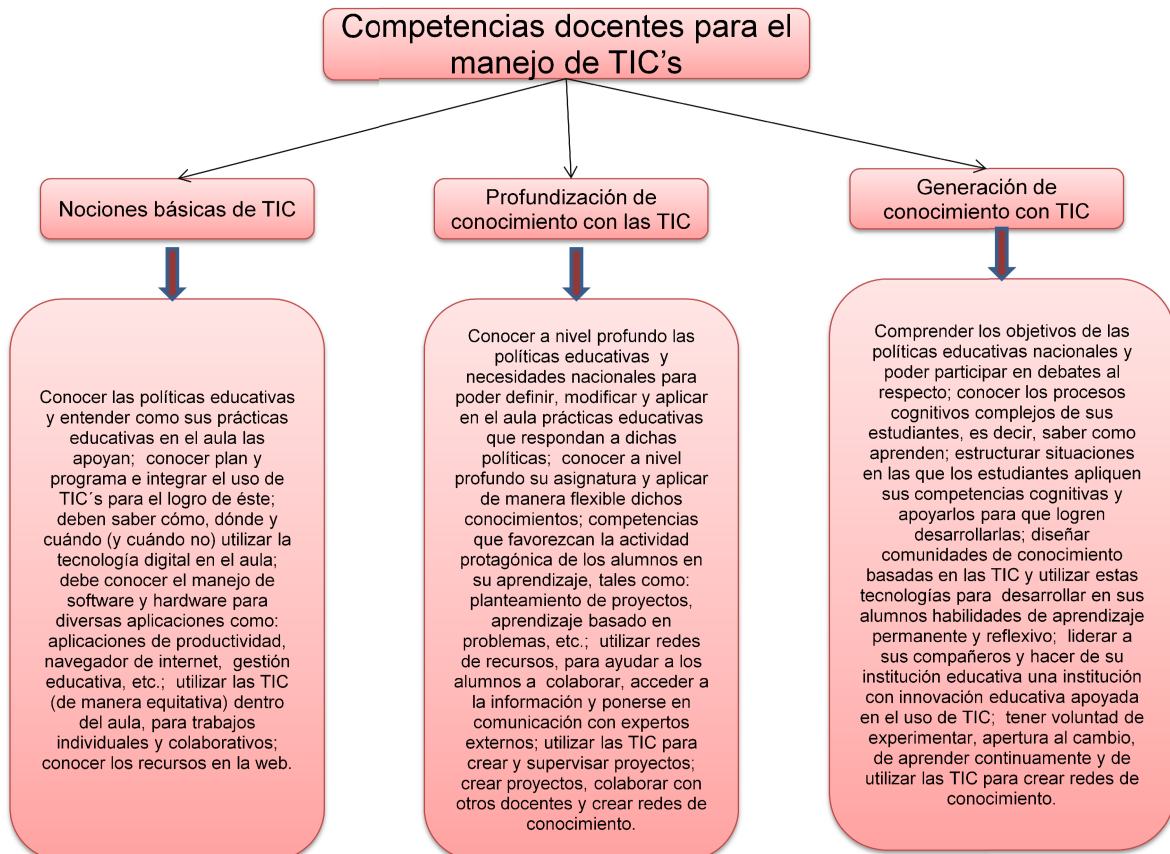 Competencias docentes para el
manejo de TIC's
Nociones básicas de TIC
Conocer las políticas educativas
y entender como sus prácticas
educativas en el aula las
apoyan; conocer plan y
programa e integrar el uso de
TIC´s para el logro de éste;
deben saber cómo, dónde y
cuándo (y cuándo no) utilizar la
tecnología digital en el aula;
debe conocer el manejo de
software y hardware para
diversas aplicaciones como:
aplicaciones de productividad,
navegador de internet, gestión
educativa, etc.; utilizar las TIC
(de manera equitativa) dentro
del aula, para trabajos
individuales y colaborativos;
conocer los recursos en la web.
Profundización de
conocimiento con las TIC
Conocer a nivel profundo las
políticas educativas y
necesidades nacionales para
poder definir, modificar y aplicar
en el aula prácticas educativas
que respondan a dichas
políticas; conocer a nivel
profundo su asignatura y aplicar
de manera flexible dichos
conocimientos; competencias
que favorezcan la actividad
protagónica de los alumnos en
su aprendizaje, tales como:
planteamiento de proyectos,
aprendizaje basado en
problemas, etc.; utilizar redes
de recursos, para ayudar a los
alumnos a colaborar, acceder a
la información y ponerse en
comunicación con expertos
externos; utilizar las TIC para
crear y supervisar proyectos;
crear proyectos, colaborar con
otros docentes y crear redes de
conocimiento.
Generación de
conocimiento con TIC
Comprender los objetivos de las
políticas educativas nacionales y
poder participar en debates al
respecto; conocer los procesos
cognitivos complejos de sus
estudiantes, es decir, saber como
aprenden; estructurar situaciones
en las que los estudiantes apliquen
sus competencias cognitivas y
apoyarlos para que logren
desarrollarlas; diseñar
comunidades de conocimiento
basadas en las TIC y utilizar estas
tecnologías para desarrollar en sus
alumnos habilidades de aprendizaje
permanente y reflexivo; liderar a
sus compañeros y hacer de su
institución educativa una institución
con innovación educativa apoyada
en el uso de TIC; tener voluntad de
experimentar, apertura al cambio,
de aprender continuamente y de
utilizar las TIC para crear redes de
conocimiento.